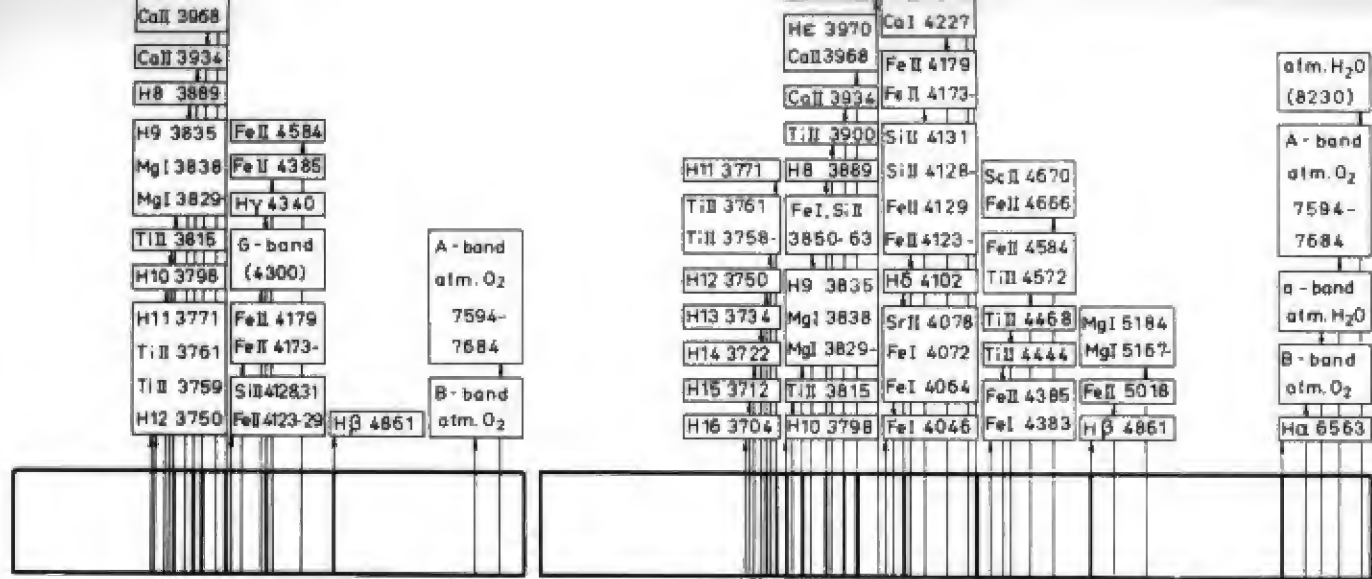 CaII 3968
CaII 3934
H8 3889
H9 3835
MgI 3838
MgI 3829-
TiII 3815
H10 3798
H11 3771
TiII 3761
TiII 3759
H12 3750
FeII 4584
FeII 4385
Hγ 4340
G-band
(4300)
FeII 4179
FeII 4173-
SiII 4128,31
FeII 4123-29
Hβ 4861
A-band
atm. O2
7594-
7684
B-band
atm. O2
H11 3771
TiII 3761
TiII 3758-
H12 3750
H13 3734
H14 3722
H15 3712
H16 3704
Hε 3970
CaII 3968
CaII 3934
TiII 3900
H8 3889
FeI, SiII
3850-63
H9 3835
MgI 3838
MgI 3829-
TiII 3815
H10 3798
CaI 4227
FeII 4179
FeII 4173-
SiII 4131
SiII 4128-
FeII 4129
FeII 4123-
Hδ 4102
SrII 4078
FeI 4072
FeI 4064
FeI 4046
ScII 4670
FeII 4666
FeII 4584
TiII 4572
TiII 4468
TiII 4444
FeII 4385
FeI 4383
MgI 5184
MgI 5167-
FeII 5018
Hβ 4861
atm. H2O
(8230)
A-band
atm. O2
7594-
7684
a-band
atm. H2O
B-band
atm. O2
Hα 6563